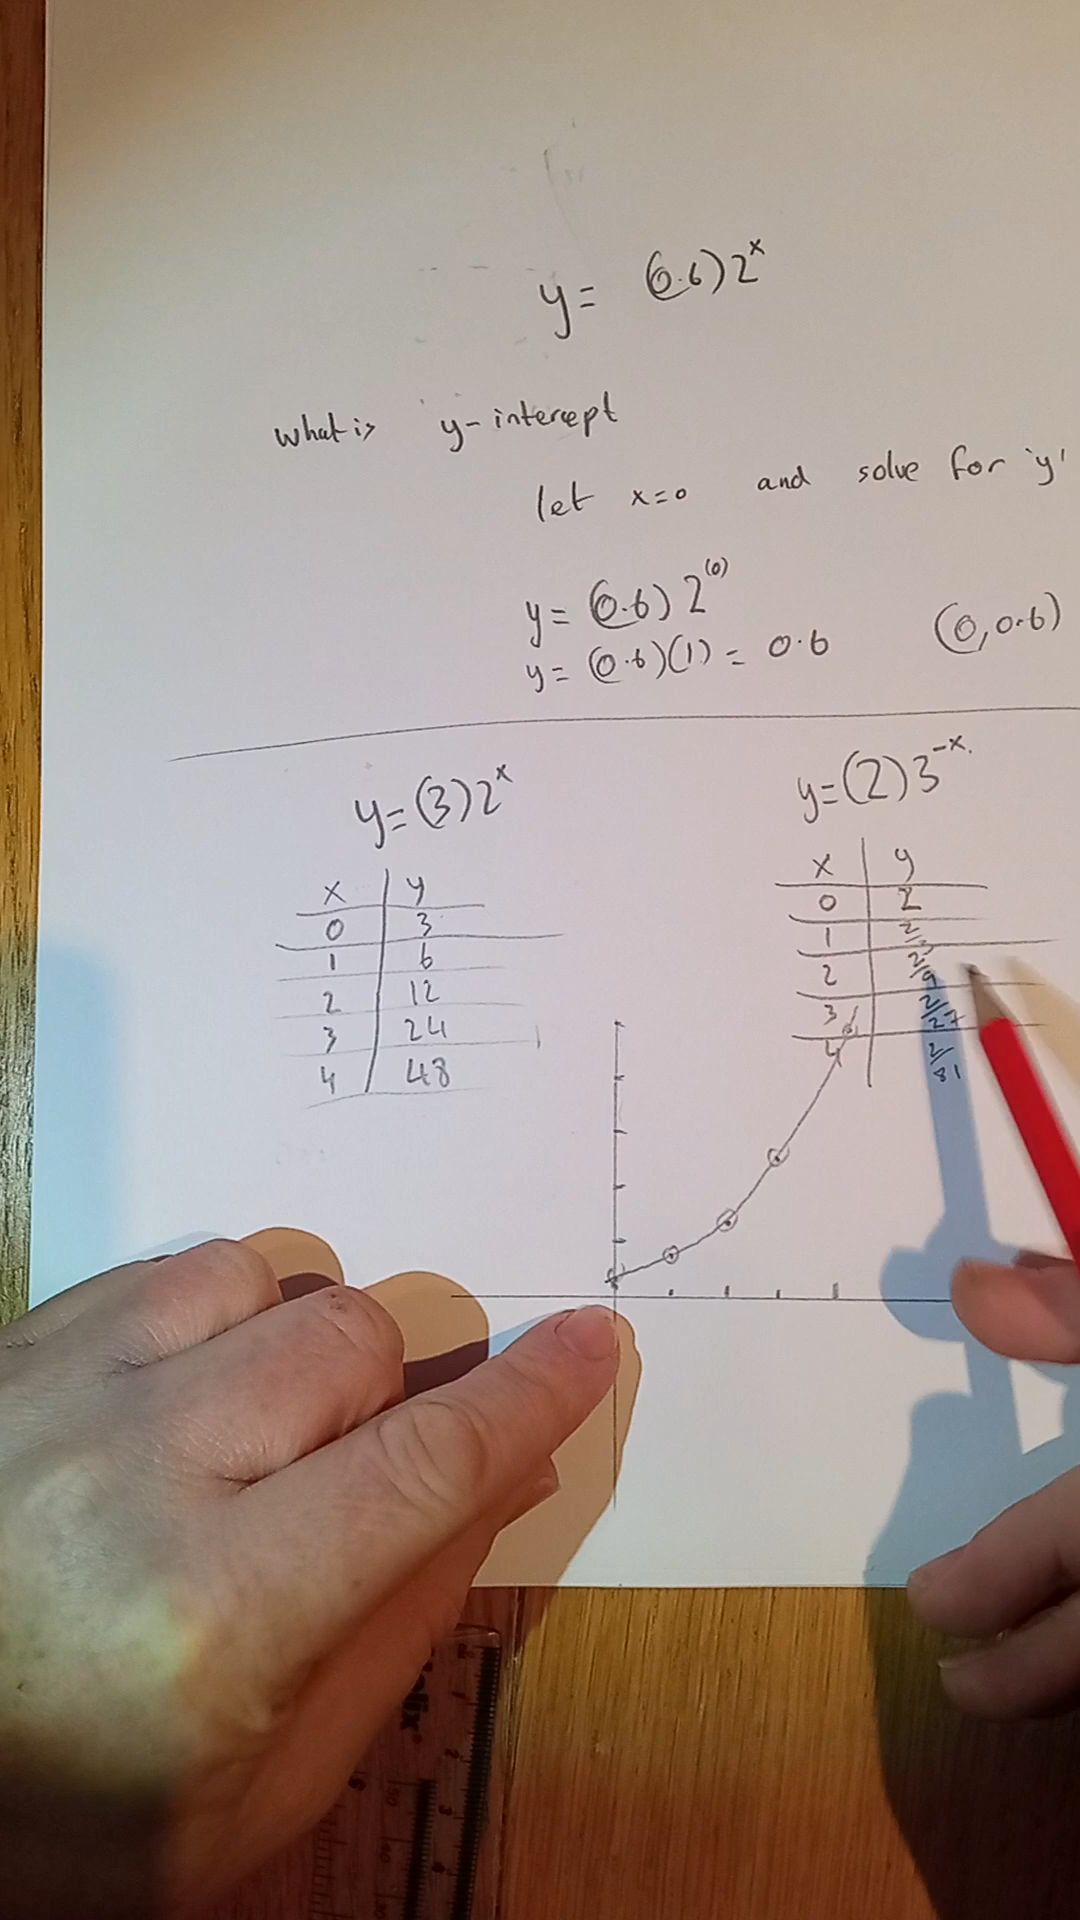 y = (0.6)2^x
what is y-intercept
let x=0 and solve for 'y'
y = (0.6) 2^(0)
y = (0.6)(1) = 0.6 (0,0.6)
y=(3)2^x
x y
0 3
1 6
2 12
3 24
4 48
y=(2)3^-x
x y
0 2
1 2/3
2 2/9
3 2/27
4 2/81